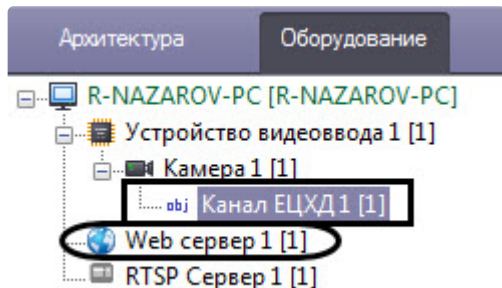 Архитектура Оборудование
R-NAZAROV-PC [R-NAZAROV-PC]
Устройство видеоввода 1 [1]
Камера 1 [1]
obj Канал ЕЦХД 1 [1]
Web сервер 1 [1]
RTSP Сервер 1 [1]